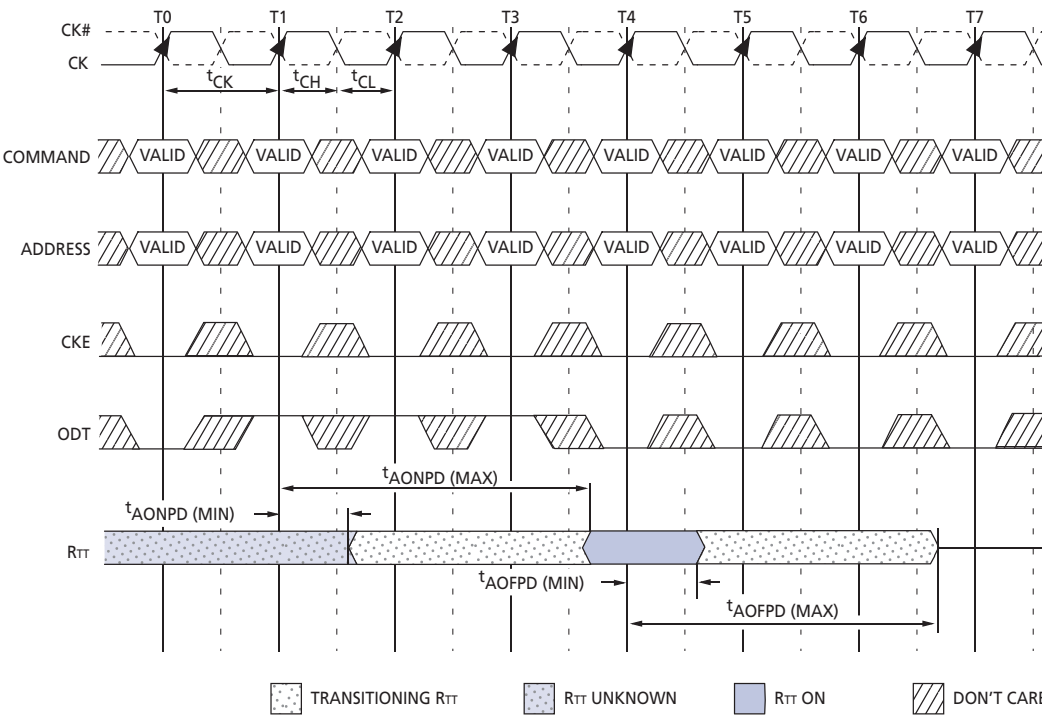 T0 T1 T2 T3 T4 T5 T6 T7
CK#
CK
tCK tCH tCL
COMMAND VALID VALID VALID VALID VALID VALID VALID VALID
ADDRESS VALID VALID VALID VALID VALID VALID VALID VALID
CKE
ODT
tAONPD (MAX)
tAONPD (MIN)
RTT
tAOFPD (MIN)
tAOFPD (MAX)
TRANSITIONING RTT RTT UNKNOWN RTT ON DON'T CARE